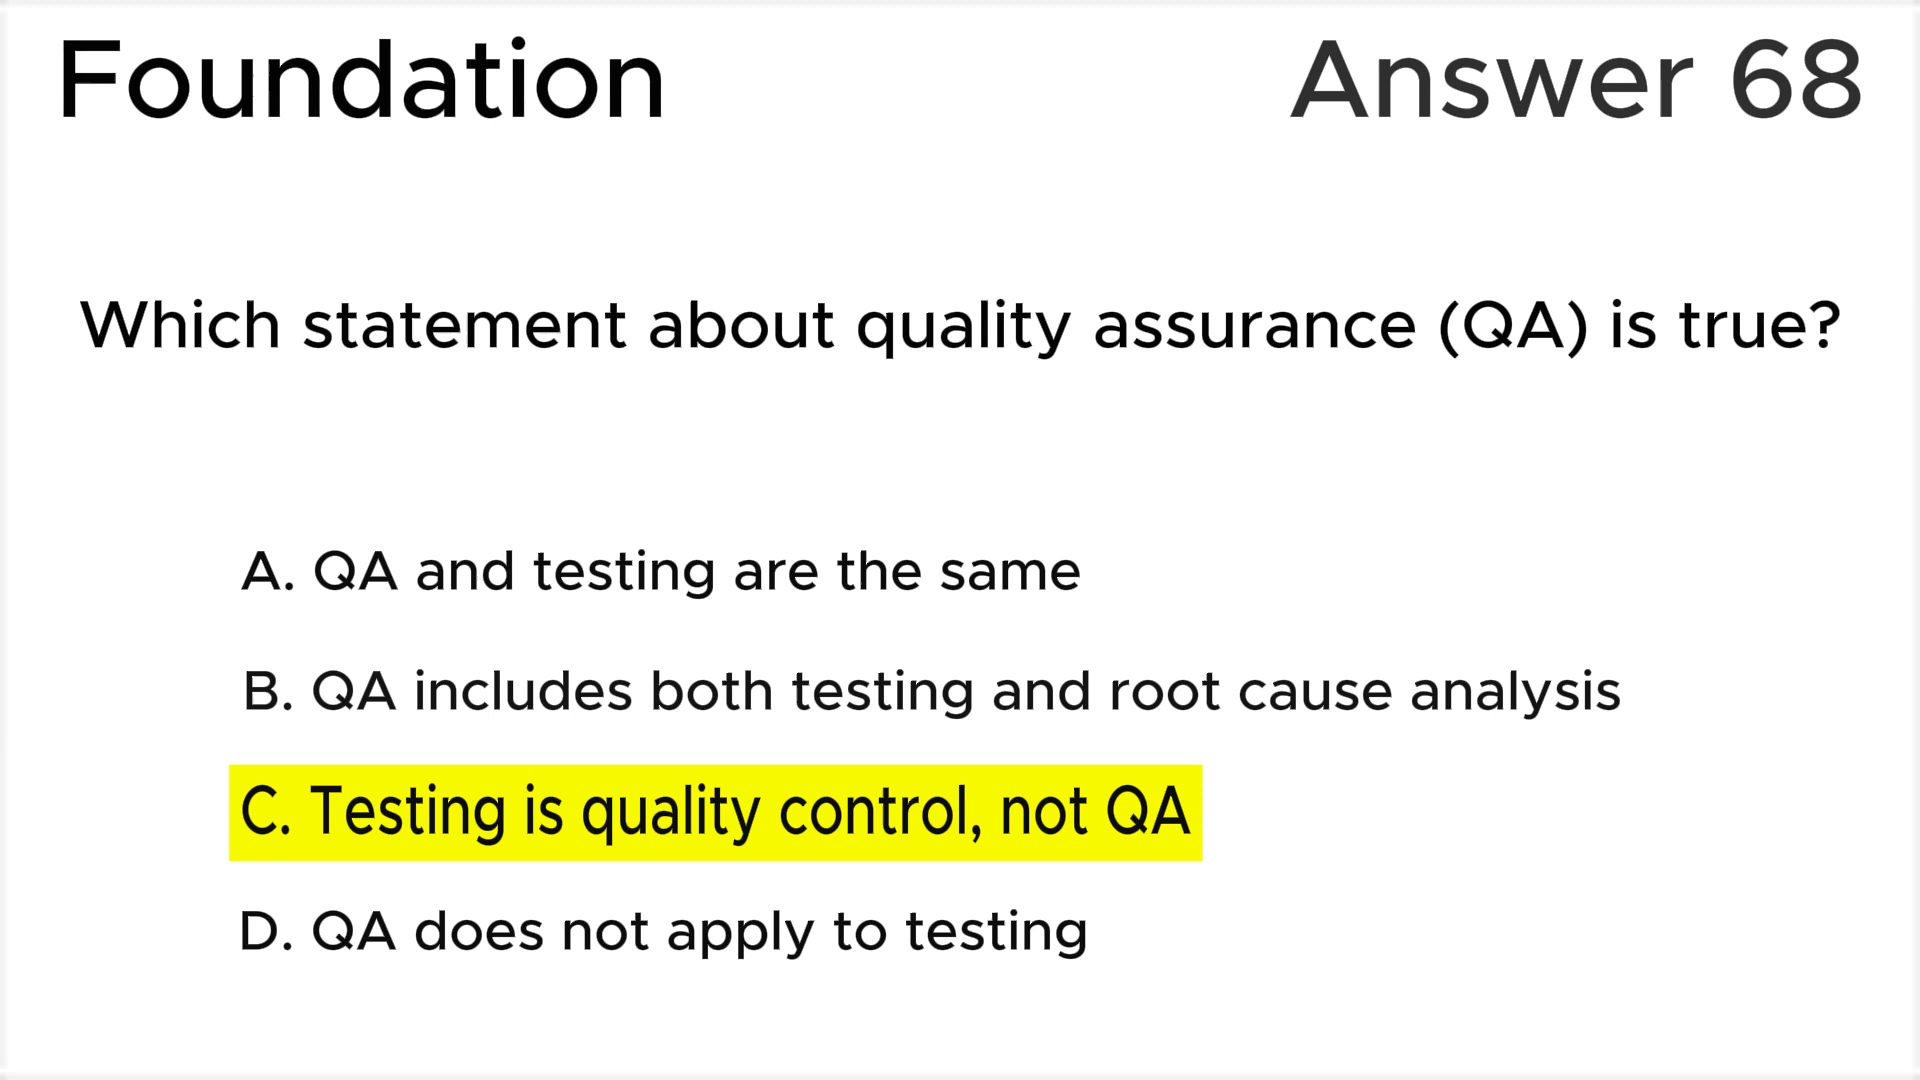 Foundation
Answer 68
Which statement about quality assurance (QA) is true?
A. QA and testing are the same
B. QA includes both testing and root cause analysis
C. Testing is quality control, not QA
D. QA does not apply to testing